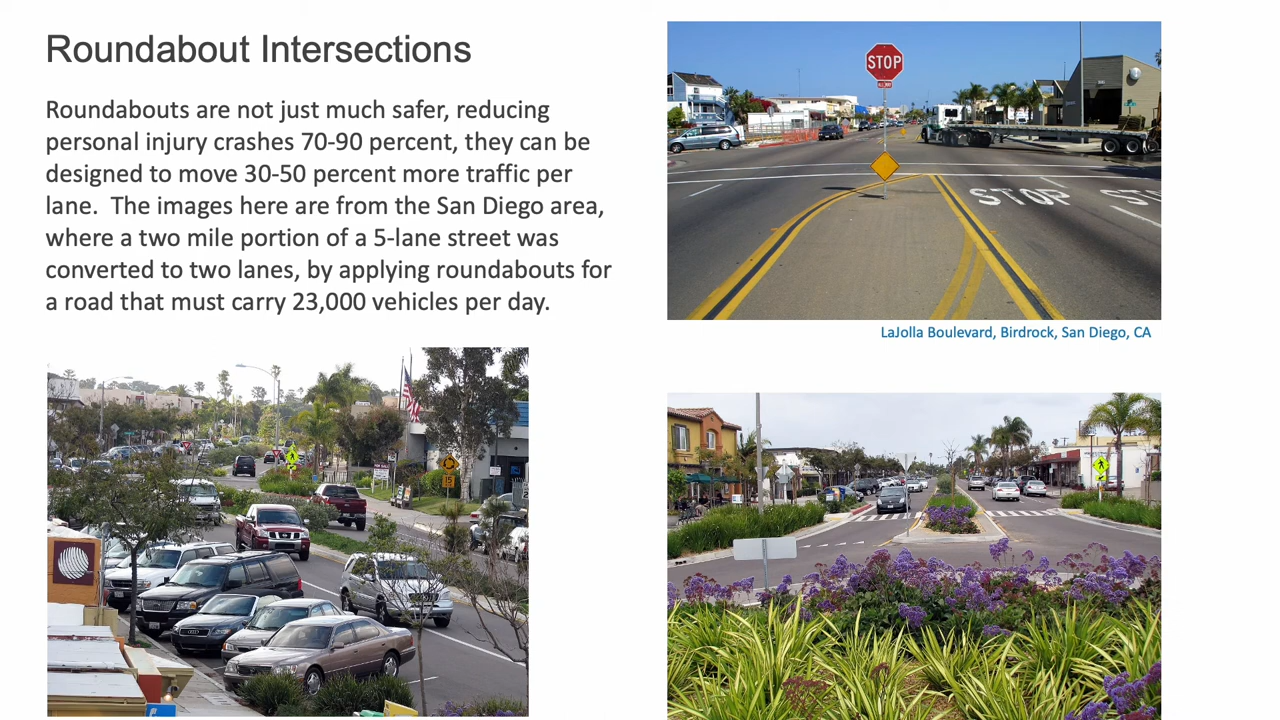 Roundabout Intersections
Roundabouts are not just much safer, reducing
personal injury crashes 70-90 percent, they can be
designed to move 30-50 percent more traffic per
lane.  The images here are from the San Diego area,
where a two mile portion of a 5-lane street was
converted to two lanes, by applying roundabouts for
a road that must carry 23,000 vehicles per day.
STOP
STOP
LaJolla Boulevard, Birdrock, San Diego, CA
15